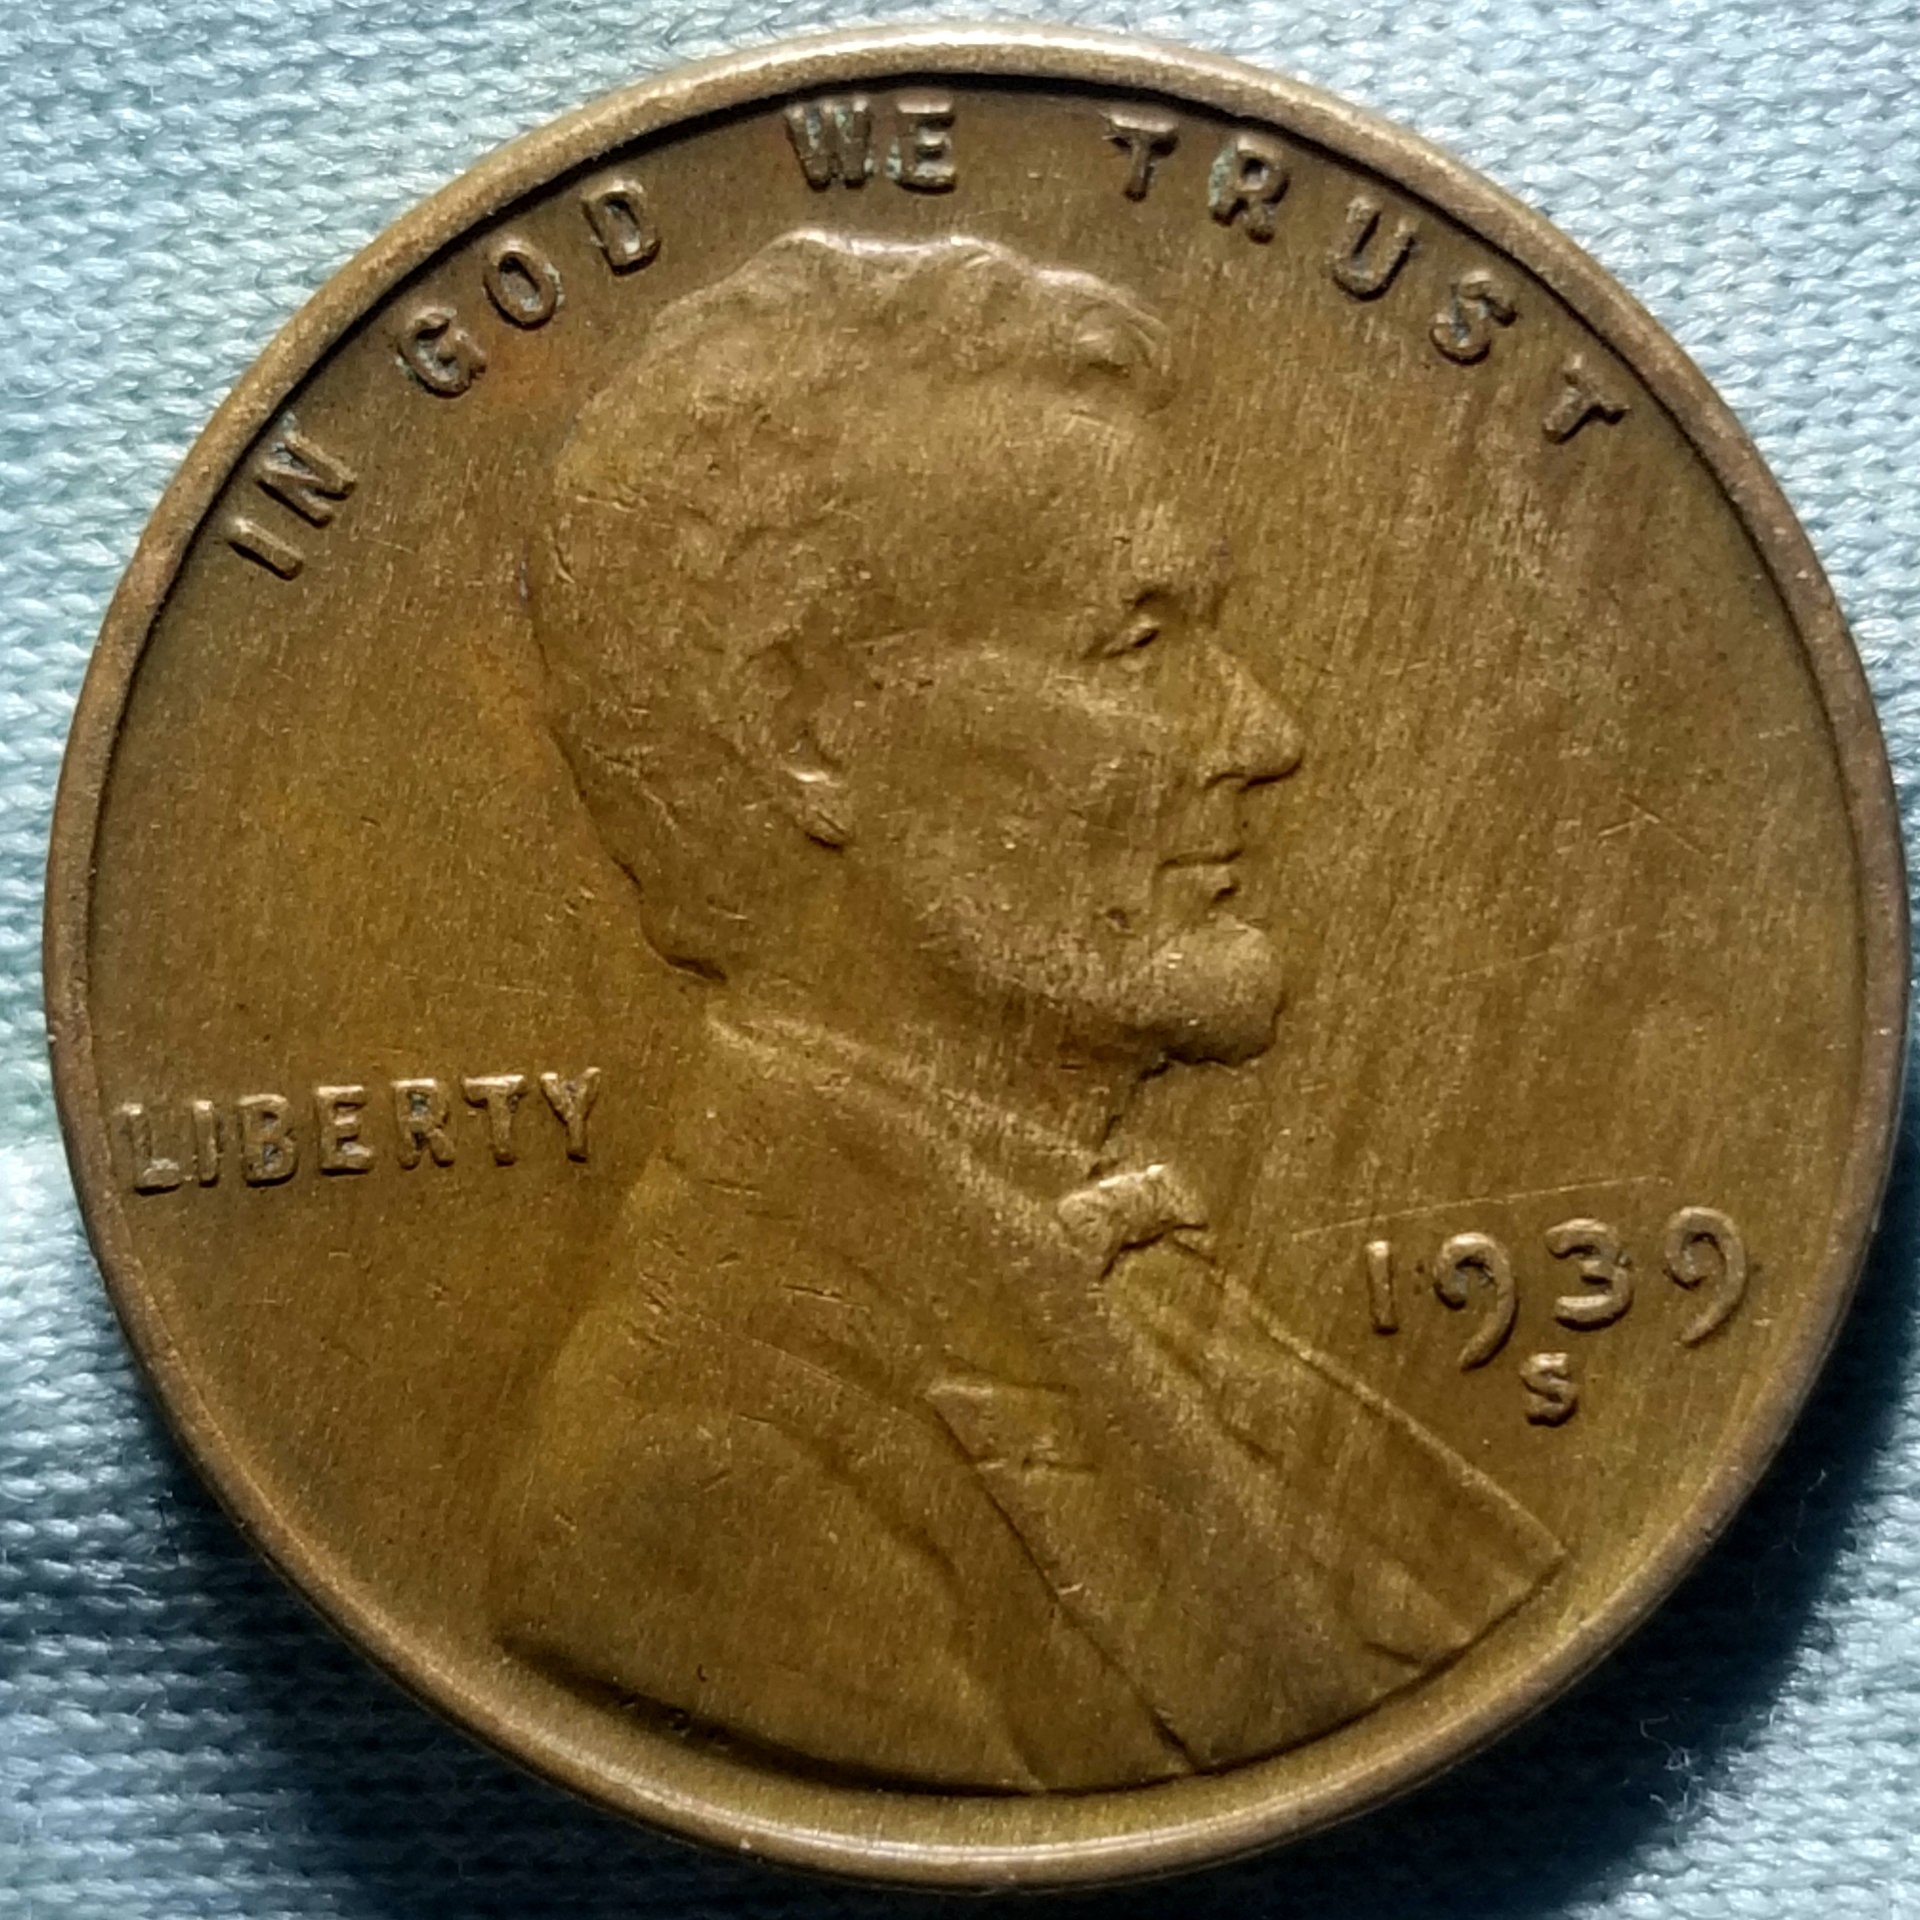 IN GOD WE TRUST
LIBERTY
1939
S